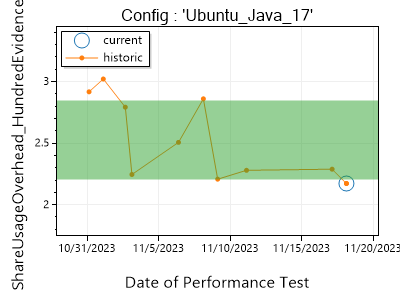 Config : 'Ubuntu_Java_17'
current
historic
ShareUsageOverhead_HundredEvidence
3
2.5
2
10/31/2023
11/5/2023
11/10/2023
11/15/2023
11/20/2023
Date of Performance Test